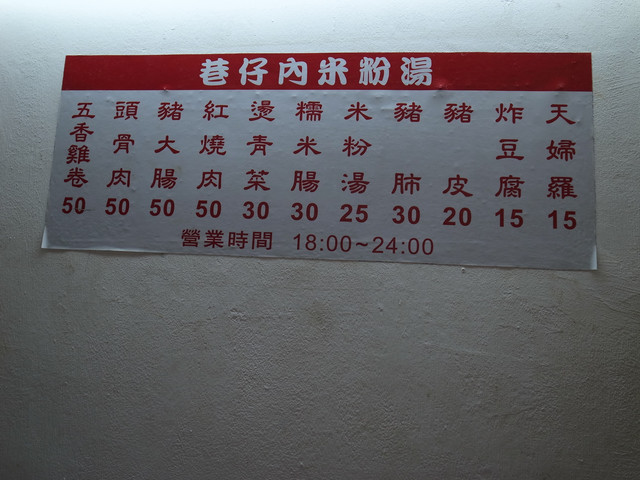 巷仔內米粉湯
五香雞卷 50
頭骨肉 50
豬大腸 50
紅燒肉 50
燙青菜 30
糯米腸 30
米粉湯 25
豬肺 30
豬皮 20
炸豆腐 15
天婦羅 15
營業時間 18:00~24:00